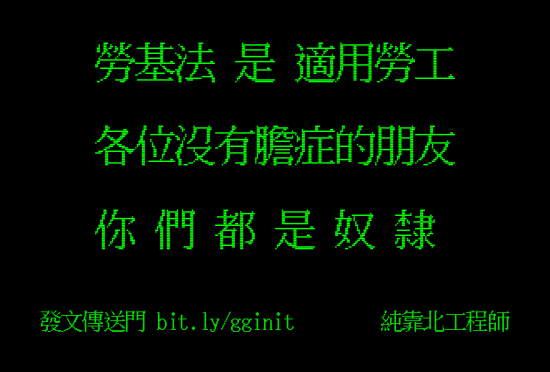 勞基法 是 適用勞工
各位沒有膽症的朋友
你 們 都 是 奴 隸
發文傳送門 bit.ly/gginit 純靠北工程師